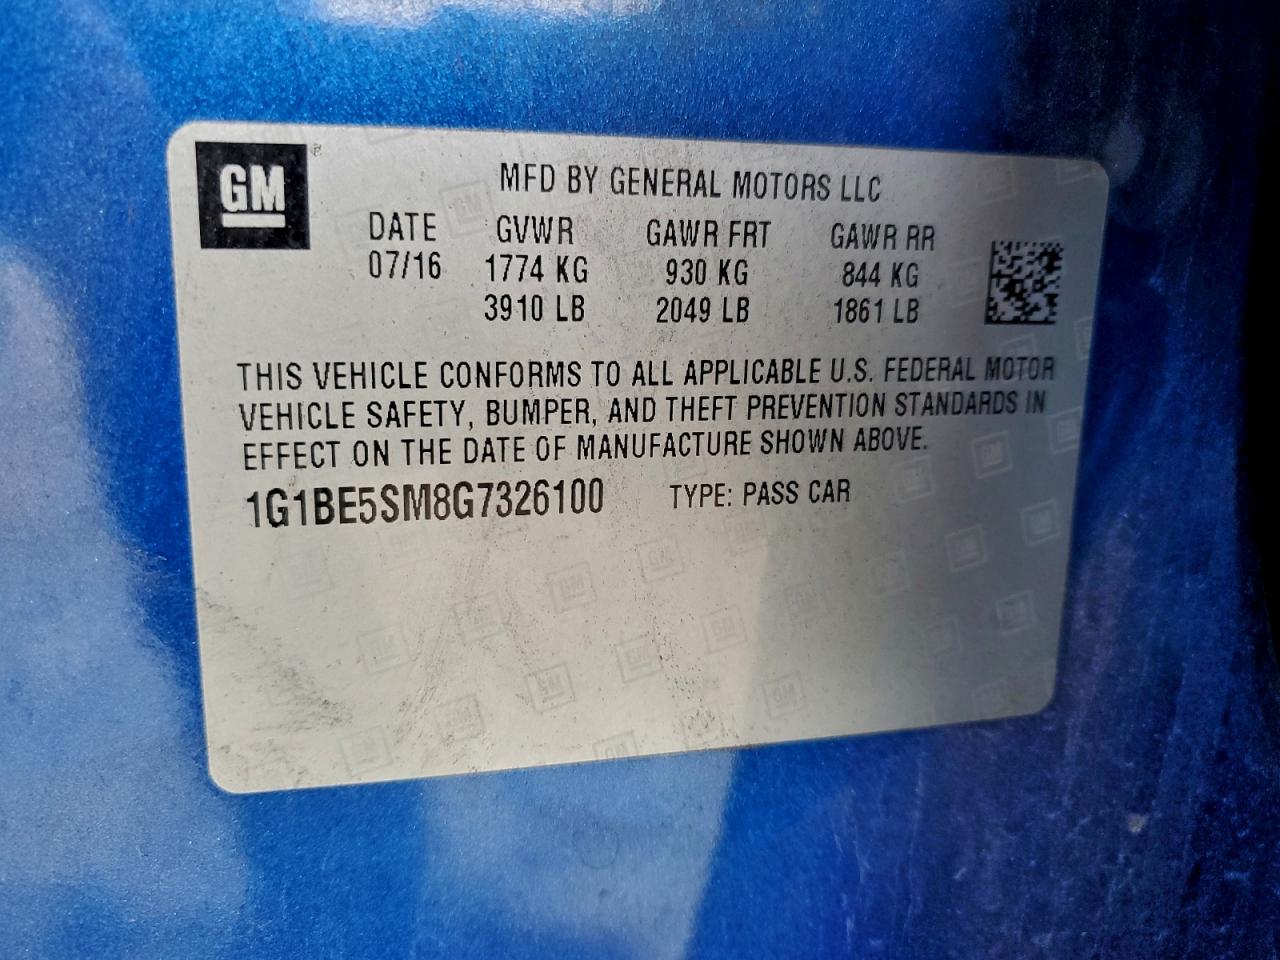 GM ®
MFD BY GENERAL MOTORS LLC
DATE GVWR GAWR FRT GAWR RR
07/16 1774 KG 930 KG 844 KG
3910 LB 2049 LB 1861 LB
THIS VEHICLE CONFORMS TO ALL APPLICABLE U.S. FEDERAL MOTOR
VEHICLE SAFETY, BUMPER, AND THEFT PREVENTION STANDARDS IN
EFFECT ON THE DATE OF MANUFACTURE SHOWN ABOVE.
1G1BE5SM8G7326100 TYPE: PASS CAR